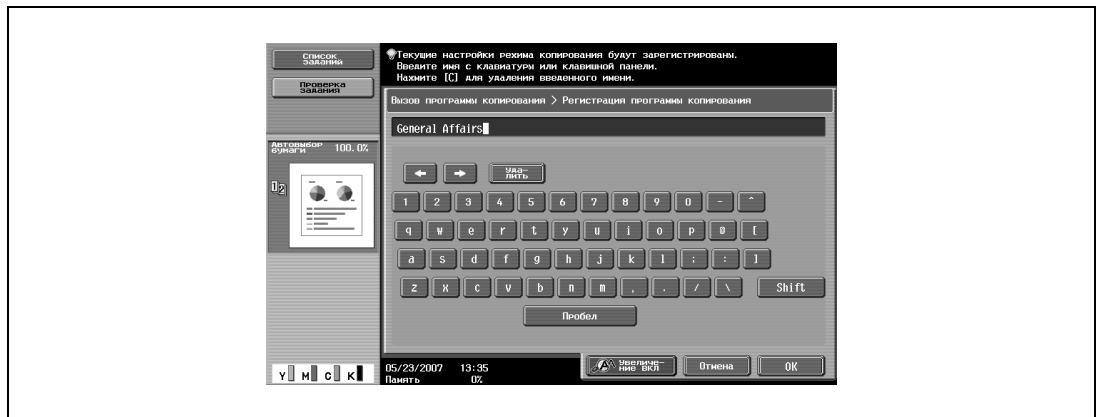 Список
заданий
Проверка
задания
Текущие настройки режима копирования будут зарегистрированы.
Введите имя с клавиатуры или клавишной панели.
Нажмите [C] для удаления введенного имени.
Вызов программы копирования > Регистрация программы копирования
General Affairs
Автовыбор
бумаги 100.0%
1 2
← → Уда-
лить
1 2 3 4 5 6 7 8 9 0 - ^
q w e r t y u i o p @ [
a s d f g h j k l ; : ]
z x c v b n m , . / \ Shift
Пробел
Y M C K
05/23/2007 13:35
Память 0%
Увеличе-
ние ВКЛ
Отмена
OK